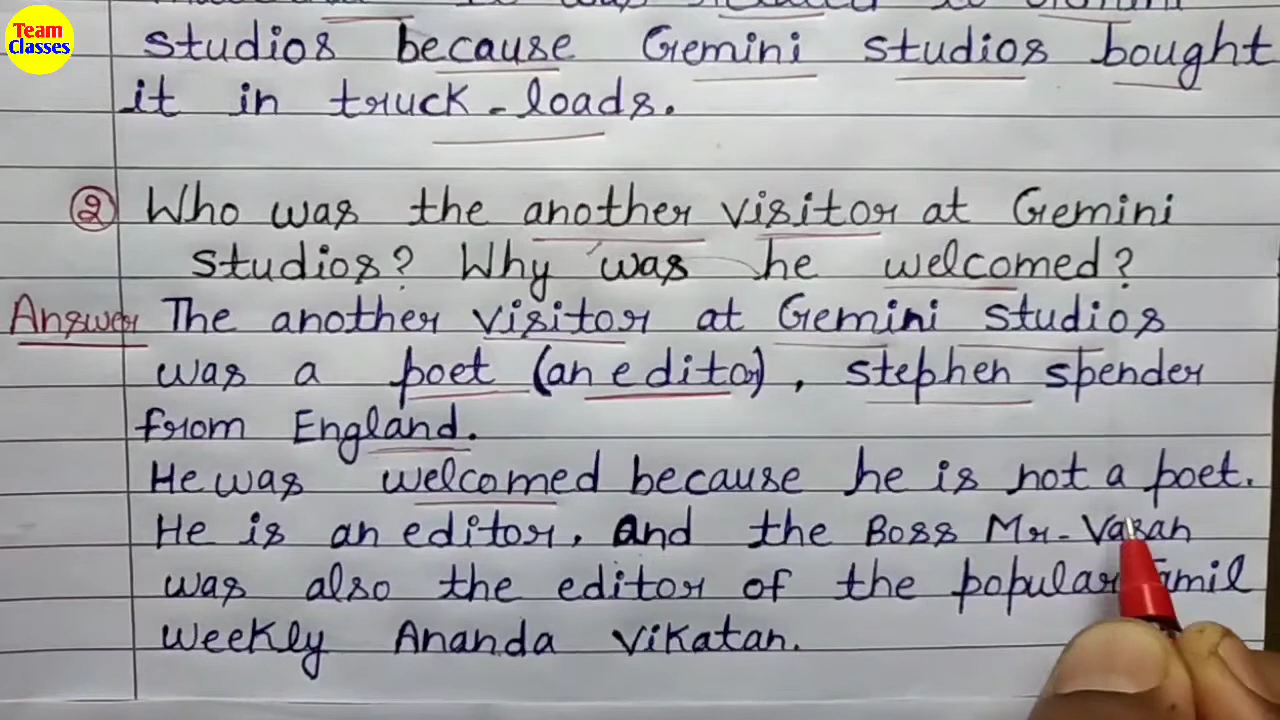 Team
Classes
studios because Gemini studios bought
it in truck-loads.
② Who was the another visitor at Gemini
studios? Why was he welcomed?
Answer The another visitor at Gemini studios
was a poet (an editor), stephen spender
from England.
He was welcomed because he is not a poet.
He is an editor, And the Boss Mr. Vasan
was also the editor of the popular Tamil
Weekly Ananda Vikatan.